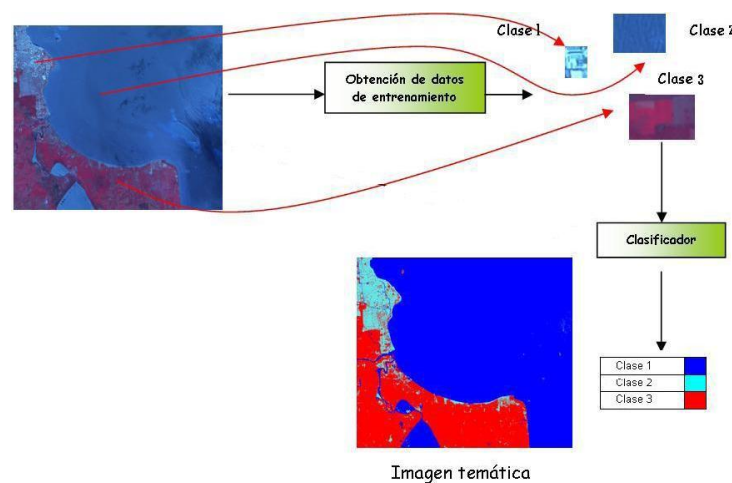 Clase 1
Clase 2
Obtención de datos
de entrenamiento
Clase 3
Clasificador
Clase 1
Clase 2
Clase 3
Imagen temática